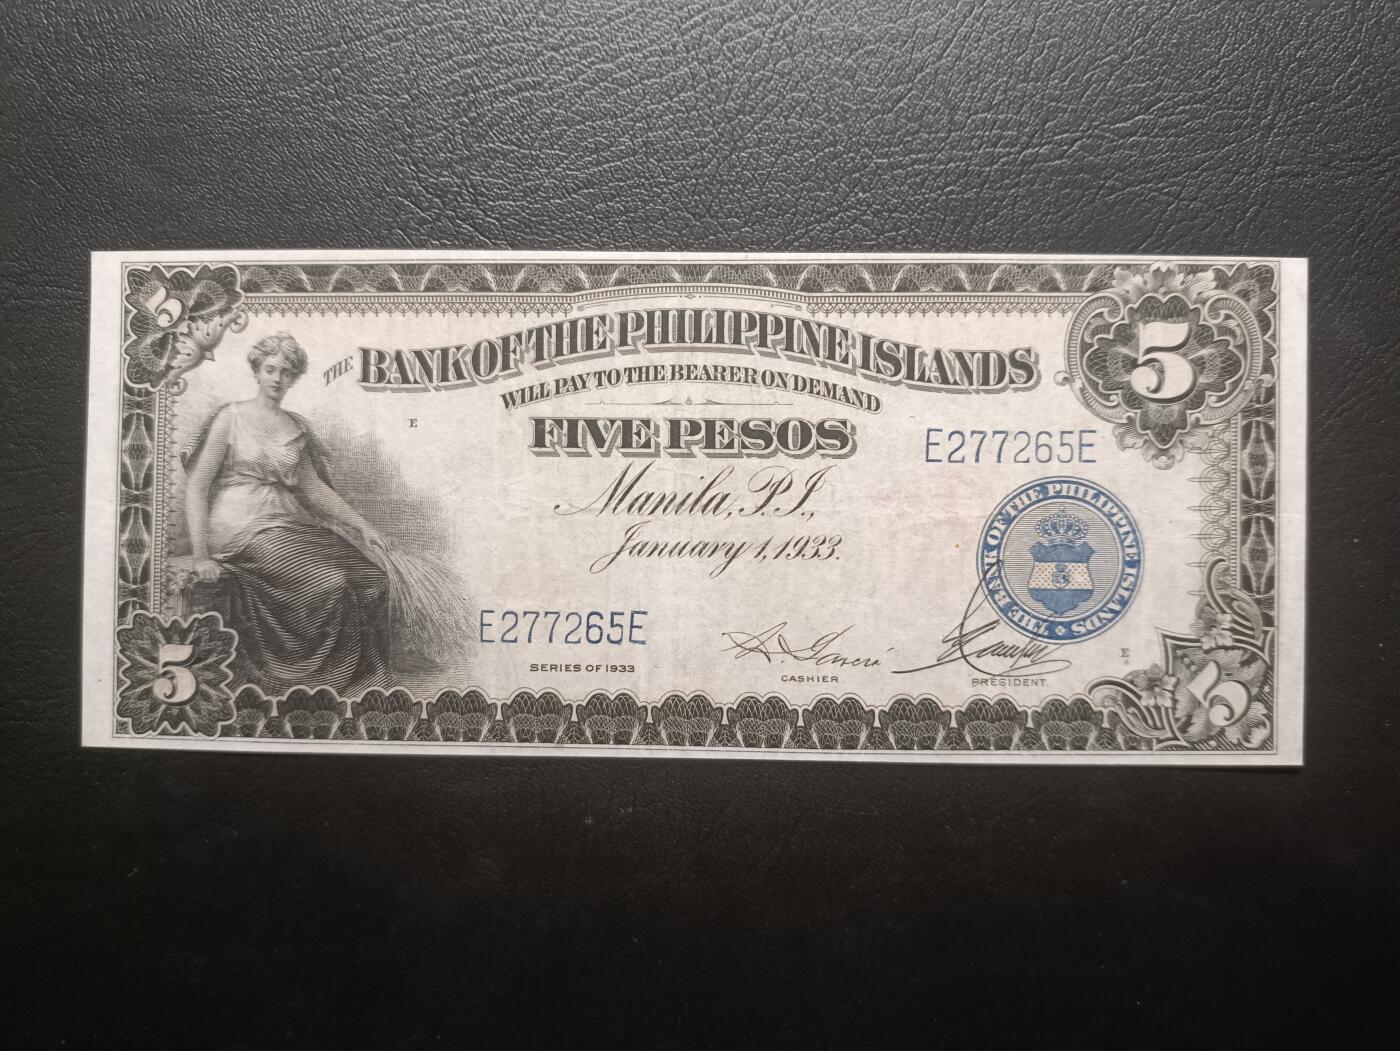 5
5
THE BANK OF THE PHILIPPINE ISLANDS
WILL PAY TO THE BEARER ON DEMAND
E
FIVE PESOS
E277265E
Manila, P.I.,
January 1, 1933.
THE BANK OF THE PHILIPPINE ISLANDS
E277265E
SERIES OF 1933
CASHIER.
PRESIDENT.
E
5
5